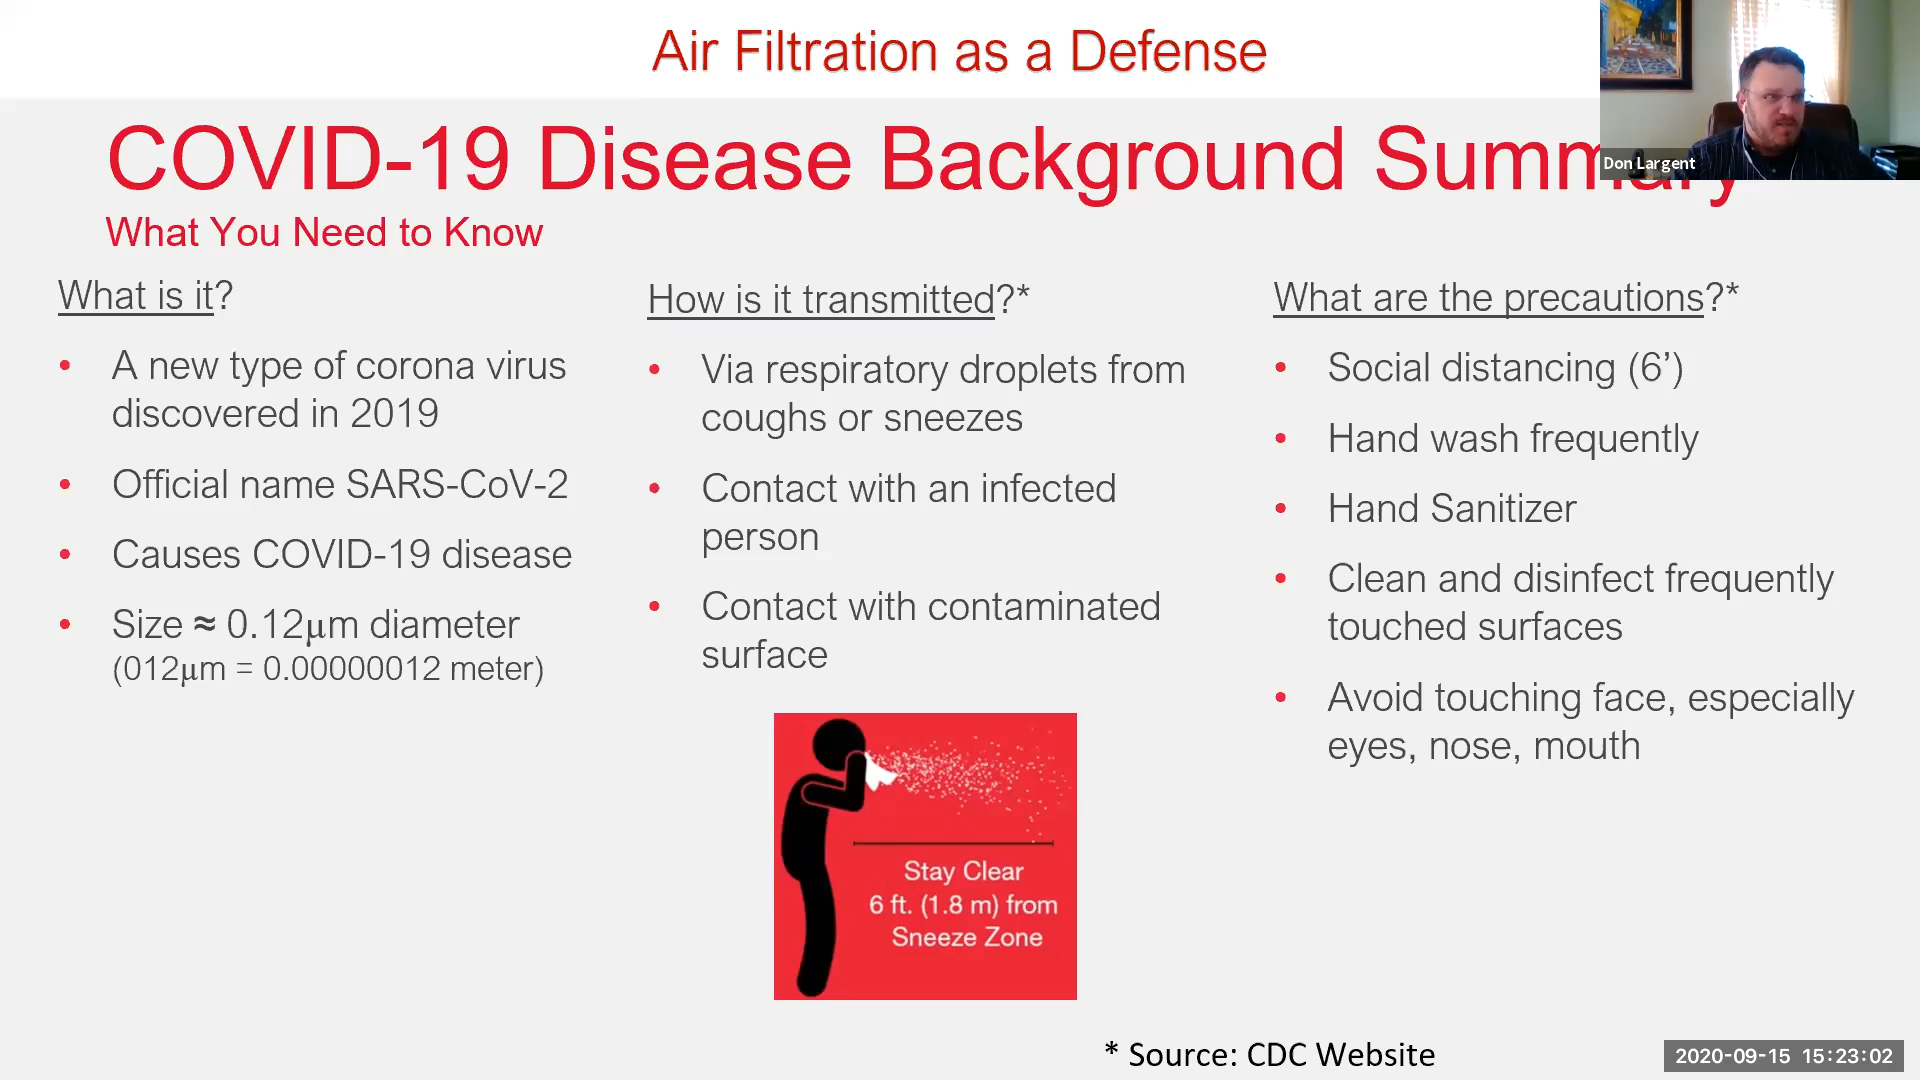 Air Filtration as a Defense
COVID-19 Disease Background Summary
Don Largent
What You Need to Know
What is it?
• A new type of corona virus
discovered in 2019
• Official name SARS-CoV-2
• Causes COVID-19 disease
• Size ≈ 0.12μm diameter
(012μm = 0.00000012 meter)
How is it transmitted?*
• Via respiratory droplets from
coughs or sneezes
• Contact with an infected
person
• Contact with contaminated
surface
Stay Clear
6 ft. (1.8 m) from
Sneeze Zone
What are the precautions?*
• Social distancing (6’)
• Hand wash frequently
• Hand Sanitizer
• Clean and disinfect frequently
touched surfaces
• Avoid touching face, especially
eyes, nose, mouth
* Source: CDC Website
2020-09-15 15:23:02